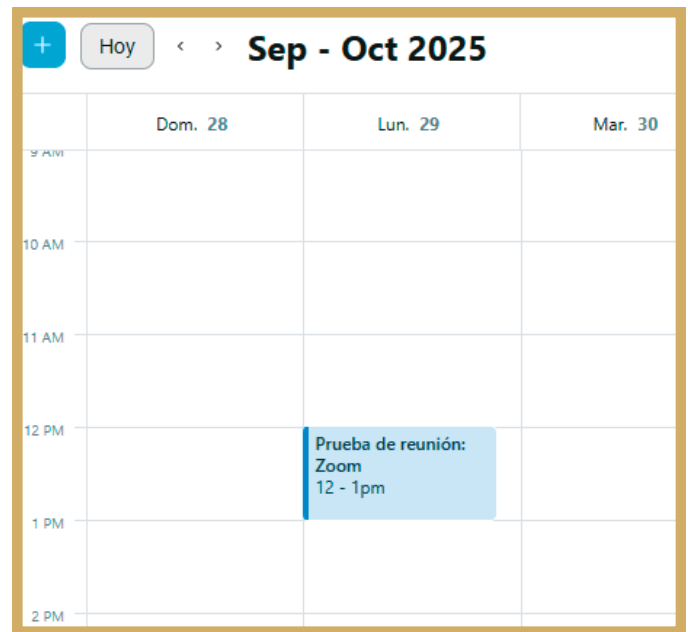 + Hoy ‹ › Sep - Oct 2025
Dom. 28 Lun. 29 Mar. 30
9 AM
10 AM
11 AM
12 PM
Prueba de reunión:
Zoom
12 - 1pm
1 PM
2 PM